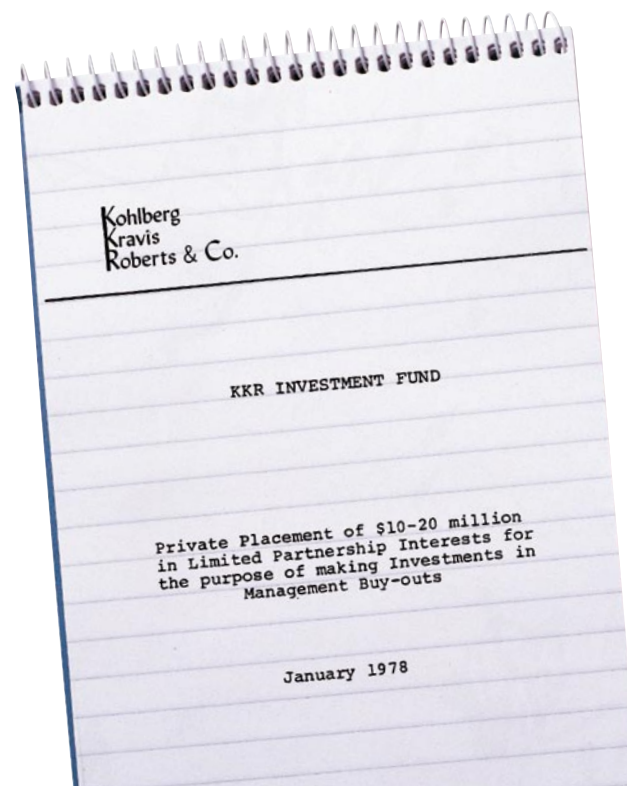 Kohlberg
Kravis
Roberts & Co.
KKR INVESTMENT FUND
Private Placement of $10-20 million
in Limited Partnership Interests for
the purpose of making Investments in
Management Buy-outs
January 1978